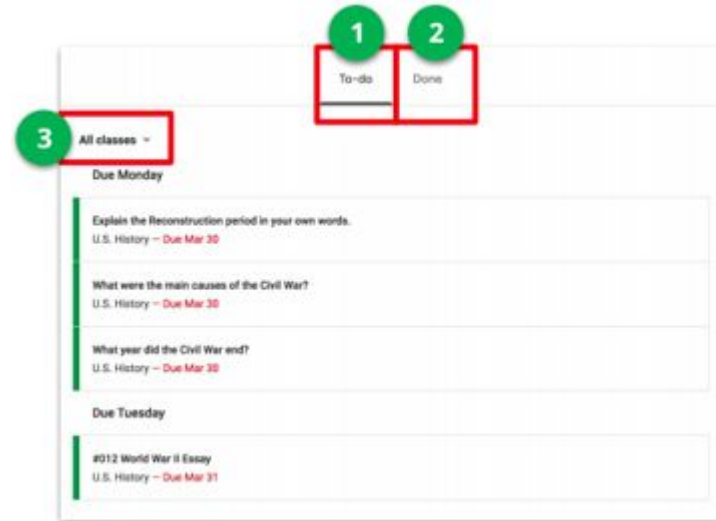 1 2
To-do Done
3 All classes
Due Monday
Explain the Reconstruction period in your own words.
U.S. History – Due Mar 30
What were the main causes of the Civil War?
U.S. History – Due Mar 30
What year did the Civil War end?
U.S. History – Due Mar 30
Due Tuesday
#012 World War II Essay
U.S. History – Due Mar 31